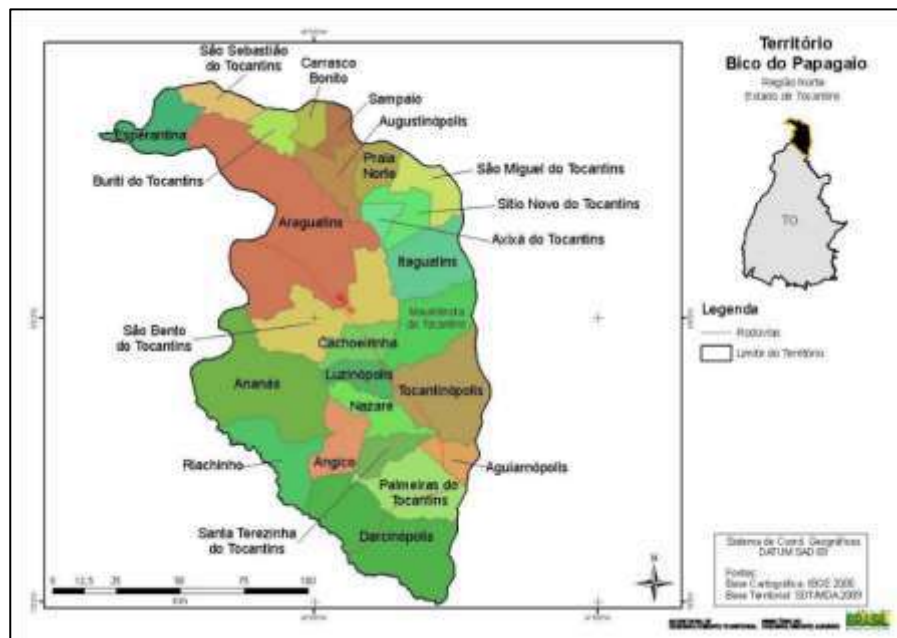 São Sebastião
do Tocantins
Carrasco
Bonito
Sampaio
Augustinópolis
Esperantina
Praia
Norte
São Miguel do Tocantins
Buriti do Tocantins
Sítio Novo do Tocantins
Araguatins
Axixá do Tocantins
Itaguatins
Maurilândia
do Tocantins
São Bento
do Tocantins
Cachoeirinha
Luzinópolis
Ananás
Tocantinópolis
Nazaré
Riachinho
Angico
Aguiarnópolis
Palmeiras do
Tocantins
Santa Terezinha
do Tocantins
Darcinópolis
0 12,5 25 50 75 100
Km
N
Território
Bico do Papagaio
Região Norte
Estado de Tocantins
TO
Legenda
Rodovias
Limite do Território
Sistema de Coord. Geográficas
DATUM SAD 69
Fontes:
Base Cartográfica: IBGE 2005
Base Territorial: SDT/MDA 2009